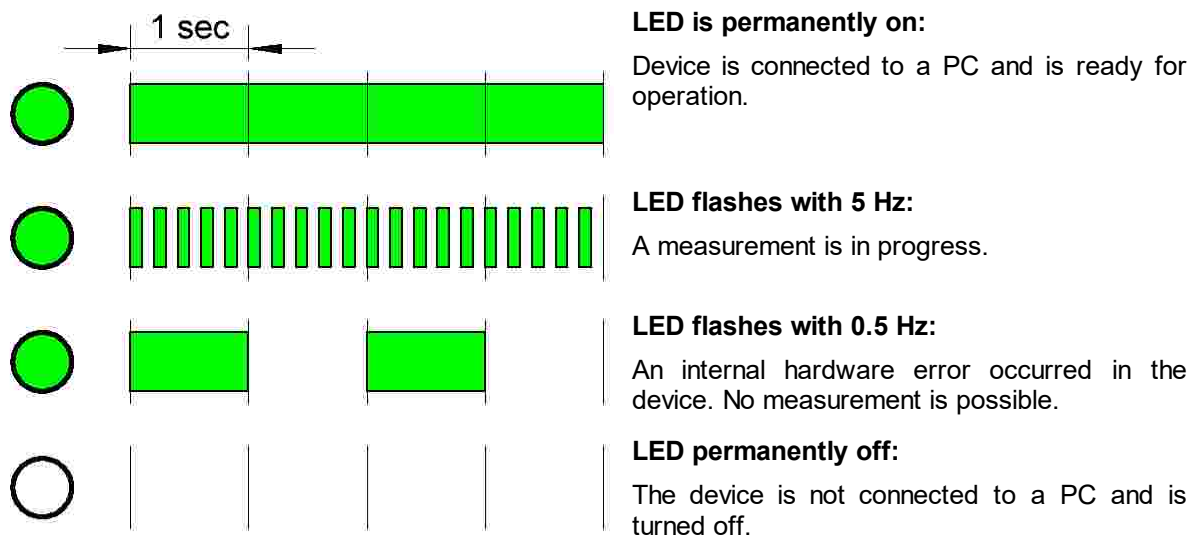 1 sec
LED is permanently on:
Device is connected to a PC and is ready for
operation.
LED flashes with 5 Hz:
A measurement is in progress.
LED flashes with 0.5 Hz:
An internal hardware error occurred in the
device. No measurement is possible.
LED permanently off:
The device is not connected to a PC and is
turned off.